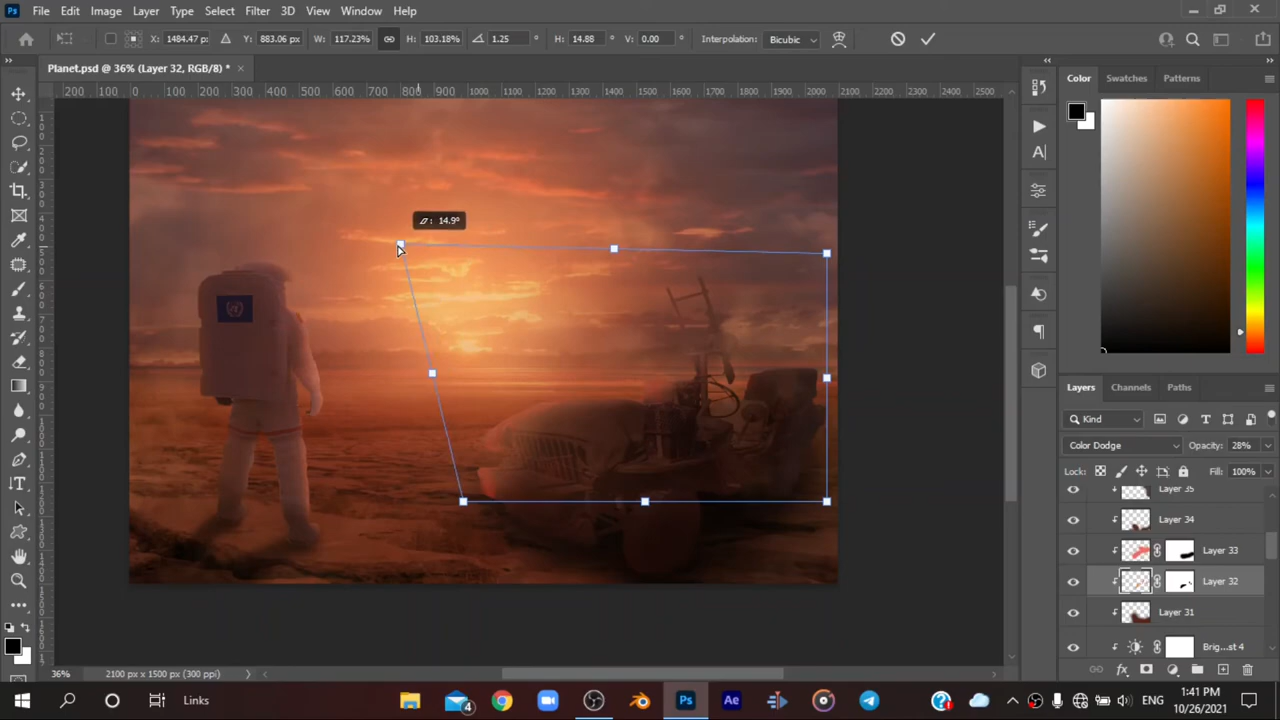 Ps File Edit Image Layer Type Select Filter 3D View Window Help
X: 1484.47 px Y: 883.06 px W: 117.23% H: 103.18% 1.25 ° H: 14.88 ° V: 0.00 ° Interpolation: Bicubic
Planet.psd @ 36% (Layer 32, RGB/8) * ×
200 100 0 100 200 300 400 500 600 700 800 900 1000 1100 1200 1300 1400 1500 1600 1700 1800 1900 2000 2100 2200 2300 2400 2500
14.9°
Color Swatches Patterns
Layers Channels Paths
Kind
Color Dodge Opacity: 28%
Lock: Fill: 100%
Layer 35
Layer 34
Layer 33
Layer 32
Layer 31
Brig...st 4
36% 2100 px x 1500 px (300 ppi)
Links
4
Ps
Ae
ENG
1:41 PM
10/26/2021